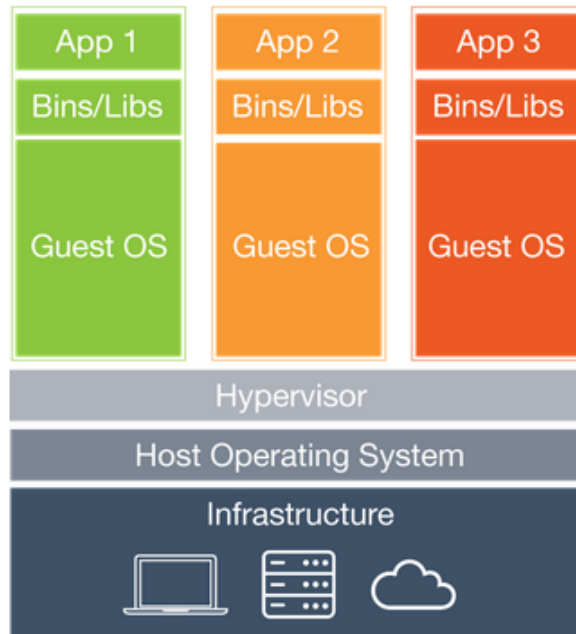 App 1
Bins/Libs
Guest OS
App 2
Bins/Libs
Guest OS
App 3
Bins/Libs
Guest OS
Hypervisor
Host Operating System
Infrastructure